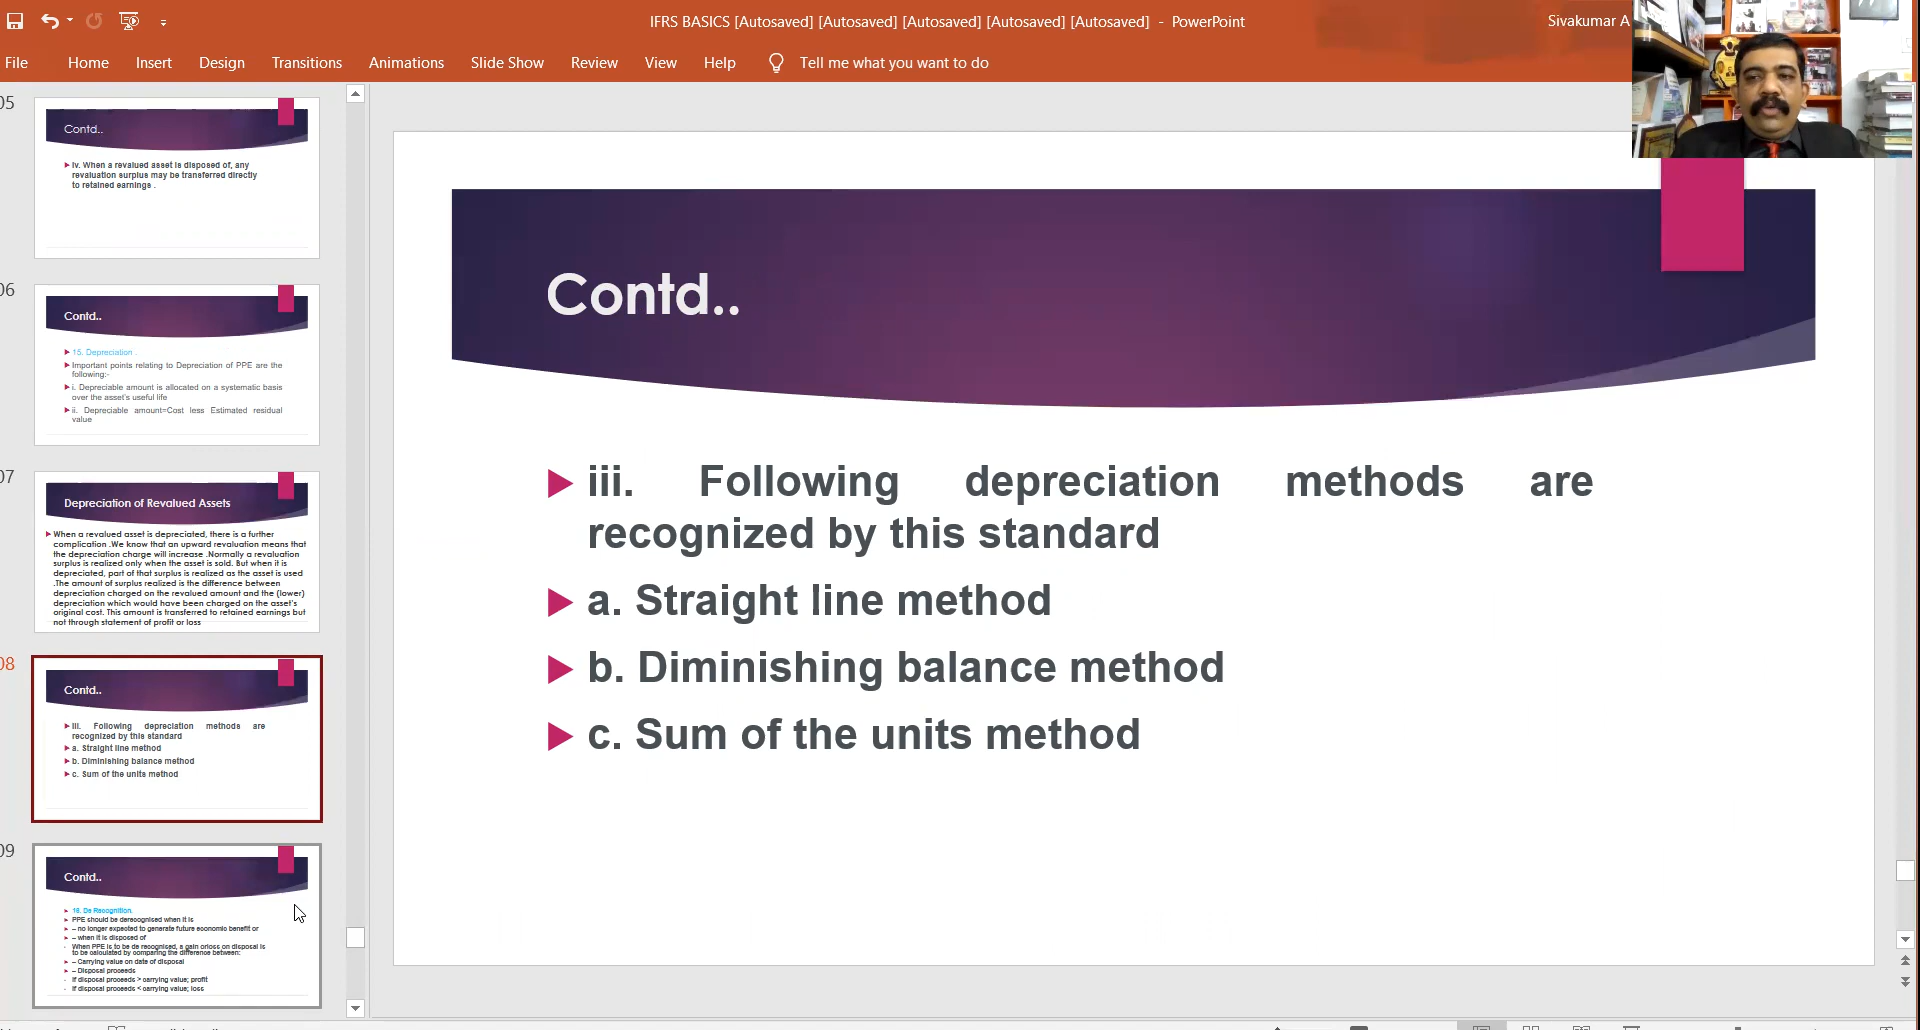 IFRS BASICS [Autosaved] [Autosaved] [Autosaved] [Autosaved] [Autosaved] - PowerPoint
Sivakumar A
File Home Insert Design Transitions Animations Slide Show Review View Help Tell me what you want to do
05
Contd..
iv. When a revalued asset is disposed of, any
revaluation surplus may be transferred directly
to retained earnings .
06
Contd..
15. Depreciation .
Important points relating to Depreciation of PPE are the
following:-
i. Depreciable amount is allocated on a systematic basis
over the asset's useful life
ii. Depreciable amount=Cost less Estimated residual
value
07
Depreciation of Revalued Assets
When a revalued asset is depreciated, there is a further
complication .We know that an upward revaluation means that
the depreciation charge will increase .Normally a revaluation
surplus is realized only when the asset is sold. But when it is
depreciated, part of that surplus is realized as the asset is used
.The amount of surplus realized is the difference between
depreciation charged on the revalued amount and the (lower)
depreciation which would have been charged on the asset's
original cost. This amount is transferred to retained earnings but
not through statement of profit or loss
08
Contd..
iii. Following depreciation methods are
recognized by this standard
a. Straight line method
b. Diminishing balance method
c. Sum of the units method
09
Contd..
16. De Recognition.
PPE should be derecognised when it is
– no longer expected to generate future economic benefit or
– when it is disposed of
When PPE is to be de recognised, a gain orloss on disposal is
to be calculated by comparing the difference between:
– Carrying value on date of disposal
– Disposal proceeds
If disposal proceeds > carrying value; profit
If disposal proceeds < carrying value; loss
Contd..
iii. Following depreciation methods are
recognized by this standard
a. Straight line method
b. Diminishing balance method
c. Sum of the units method